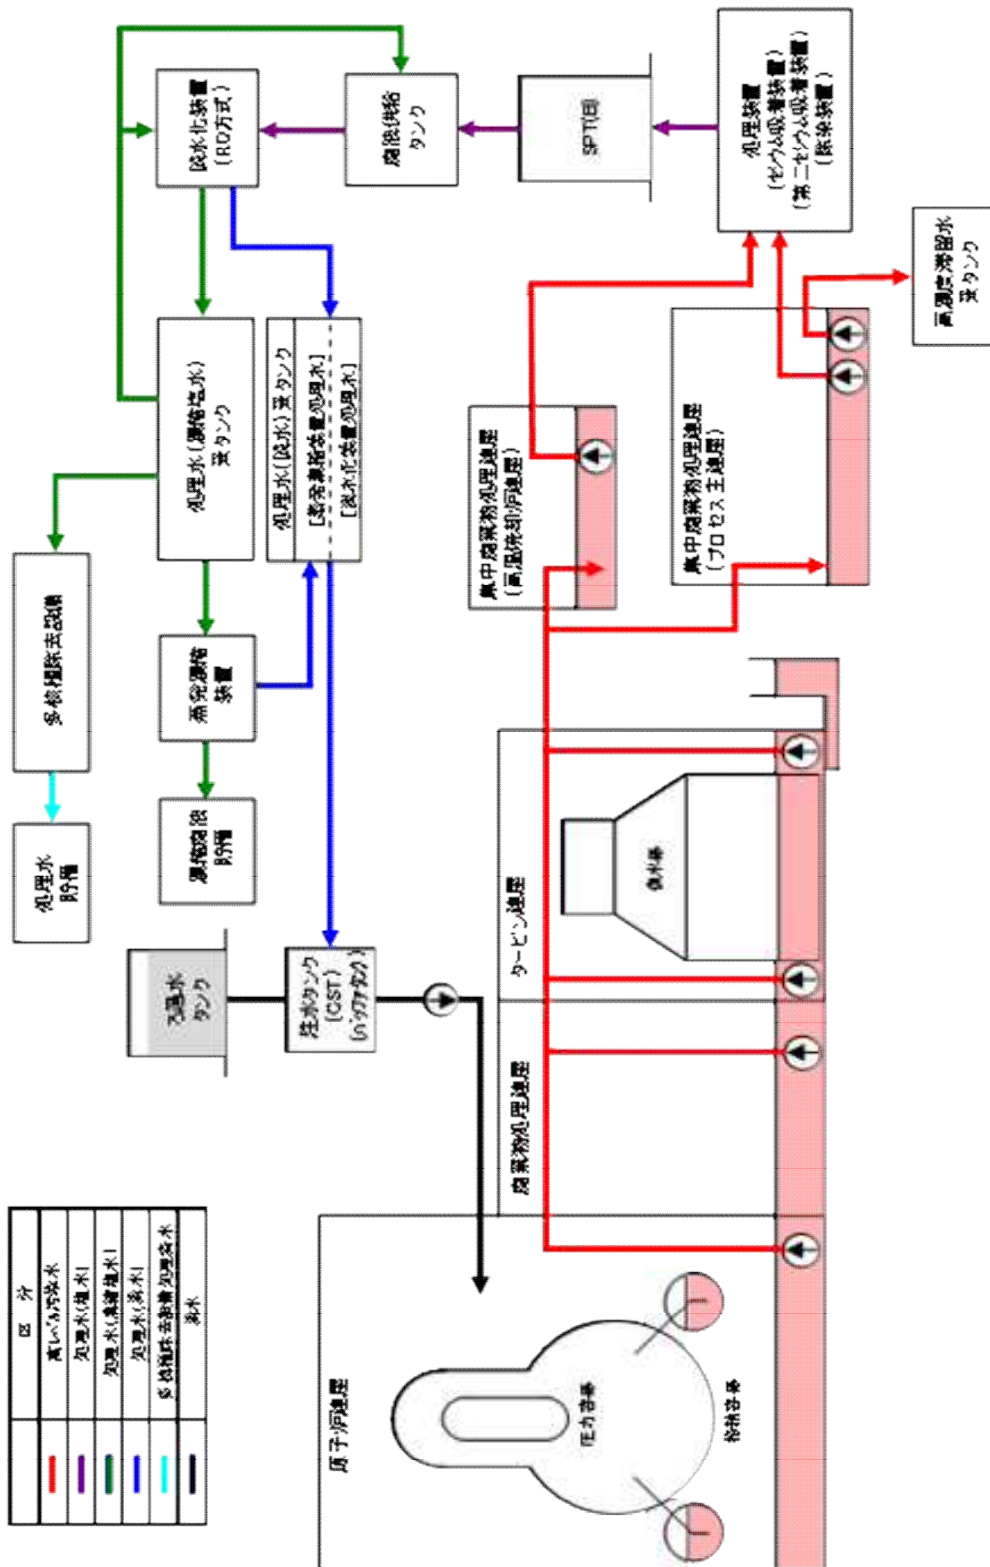 淡水化装置
(RO方式)
廃液供給
タンク
SPT(B)
処理装置
(セシウム吸着装置)
(第二セシウム吸着装置)
(除染装置)
高濃度滞留水
受タンク
処理水(濃縮塩水)
受タンク
処理水(淡水)受タンク
[蒸発濃縮装置処理水]
[淡水化装置処理水]
集中廃棄物処理建屋
(高温焼却炉建屋)
集中廃棄物処理建屋
(プロセス主建屋)
多核種除去設備
蒸発濃縮
装置
処理水
貯槽
濃縮廃液
貯槽
ろ過水
タンク
注水タンク
(CST)
(バッファタンク)
タービン建屋
復水器
廃棄物処理建屋
原子炉建屋
圧力容器
格納容器
区 分
高レベル汚染水
処理水(塩水)
処理水(濃縮塩水)
処理水(淡水)
多核種除去設備処理済水
淡水